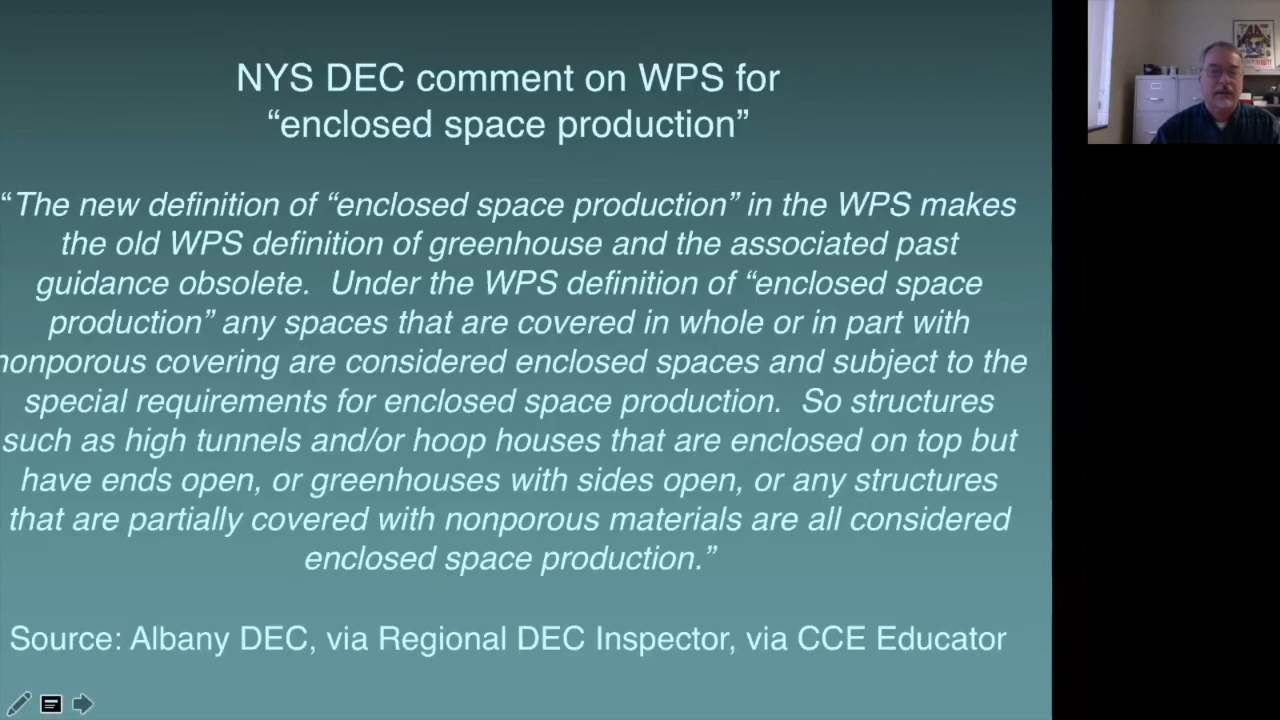 NYS DEC comment on WPS for
“enclosed space production”
“The new definition of “enclosed space production” in the WPS makes
the old WPS definition of greenhouse and the associated past
guidance obsolete.  Under the WPS definition of “enclosed space
production” any spaces that are covered in whole or in part with
nonporous covering are considered enclosed spaces and subject to the
special requirements for enclosed space production.  So structures
such as high tunnels and/or hoop houses that are enclosed on top but
have ends open, or greenhouses with sides open, or any structures
that are partially covered with nonporous materials are all considered
enclosed space production.”
Source: Albany DEC, via Regional DEC Inspector, via CCE Educator